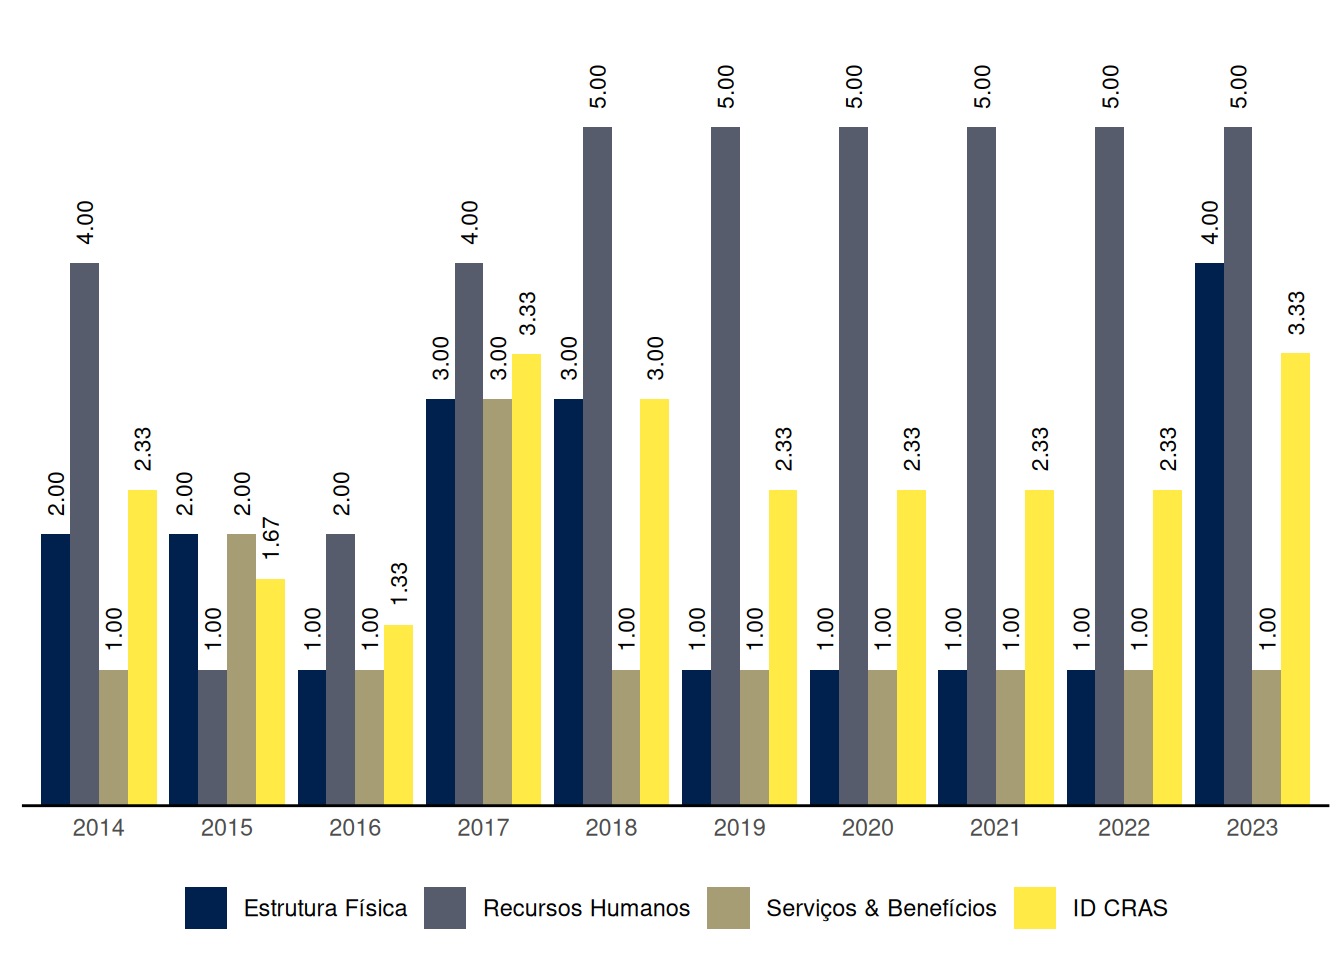 2.00 4.00 1.00 2.33
2.00 1.00 2.00 1.67
1.00 2.00 1.00 1.33
3.00 4.00 3.00 3.33
3.00 5.00 1.00 3.00
1.00 5.00 1.00 2.33
1.00 5.00 1.00 2.33
1.00 5.00 1.00 2.33
1.00 5.00 1.00 2.33
4.00 5.00 1.00 3.33
2014 2015 2016 2017 2018 2019 2020 2021 2022 2023
Estrutura Física Recursos Humanos Serviços & Benefícios ID CRAS